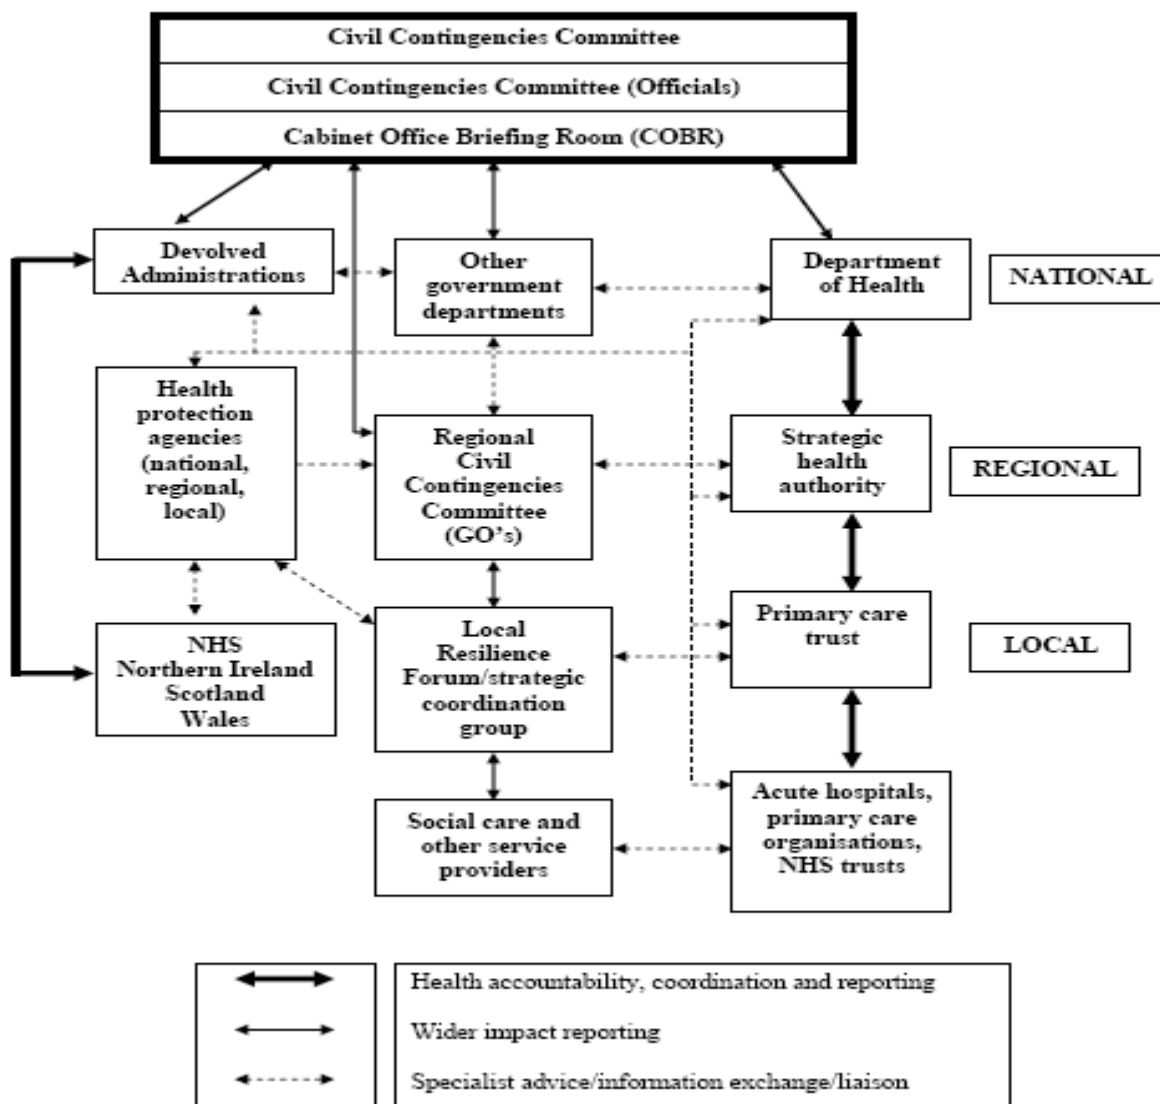 Civil Contingencies Committee
Civil Contingencies Committee (Officials)
Cabinet Office Briefing Room (COBR)
Devolved
Administrations
Other
government
departments
Department
of Health
NATIONAL
Health
protection
agencies
(national,
regional,
local)
Regional
Civil
Contingencies
Committee
(GO's)
Strategic
health
authority
REGIONAL
NHS
Northern Ireland
Scotland
Wales
Local
Resilience
Forum/strategic
coordination
group
Primary care
trust
LOCAL
Social care and
other service
providers
Acute hospitals,
primary care
organisations,
NHS trusts
Health accountability, coordination and reporting
Wider impact reporting
Specialist advice/information exchange/liaison